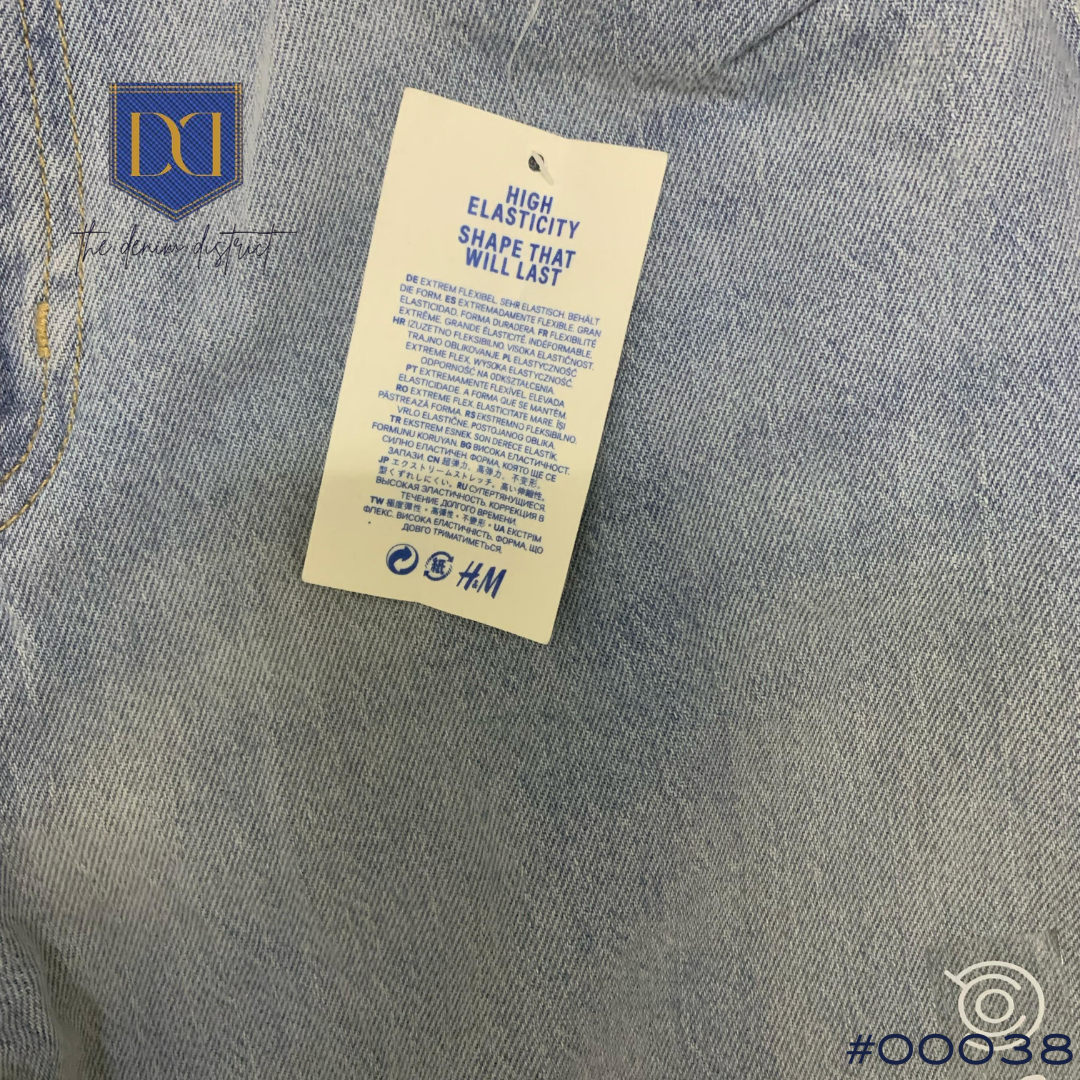 DD
the denim district
HIGH
ELASTICITY
SHAPE THAT
WILL LAST
DE EXTREM FLEXIBEL. SEHR ELASTISCH. BEHÄLT
DIE FORM. ES EXTREMADAMENTE FLEXIBLE. GRAN
ELASTICIDAD. FORMA DURADERA. FR FLEXIBILITÉ
EXTRÊME. GRANDE ÉLASTICITÉ. INDÉFORMABLE.
HR IZUZETNO FLEKSIBILNO. VISOKA ELASTIČNOST.
TRAJNO OBLIKOVANJE. PL ELASTYCZNOŚĆ
EXTREME FLEX. WYSOKA ELASTYCZNOŚĆ.
ODPORNOŚĆ NA ODKSZTAŁCENIA.
PT EXTREMAMENTE FLEXÍVEL. ELEVADA
ELASTICIDADE. A FORMA QUE SE MANTÉM.
RO EXTREME FLEX. ELASTICITATE MARE. ÎȘI
PĂSTREAZĂ FORMA. RS EKSTREMNO FLEKSIBILNO.
VRLO ELASTIČNE. POSTOJANOG OBLIKA.
TR EKSTREM ESNEK. SON DERECE ELASTİK.
FORMUNU KORUYAN. BG ВИСОКА ЕЛАСТИЧНОСТ.
СИЛНО ЕЛАСТИЧЕН. ФОРМА, КОЯТО ЩЕ СЕ
ЗАПАЗИ. CN 超弹力。高弹力。不变形。
JP エクストリームストレッチ。高い伸縮性。
型くずれしにくい。RU СУПЕРТЯНУЩИЕСЯ.
ВЫСОКАЯ ЭЛАСТИЧНОСТЬ. КОРРЕКЦИЯ В
ТЕЧЕНИЕ ДОЛГОГО ВРЕМЕНИ.
TW 極度彈性。高彈性。不變形。UA ЕКСТРІМ
ФЛЕКС. ВИСОКА ЕЛАСТИЧНІСТЬ. ФОРМА, ЩО
ДОВГО ТРИМАТИМЕТЬСЯ.
紙 H&M
#00038